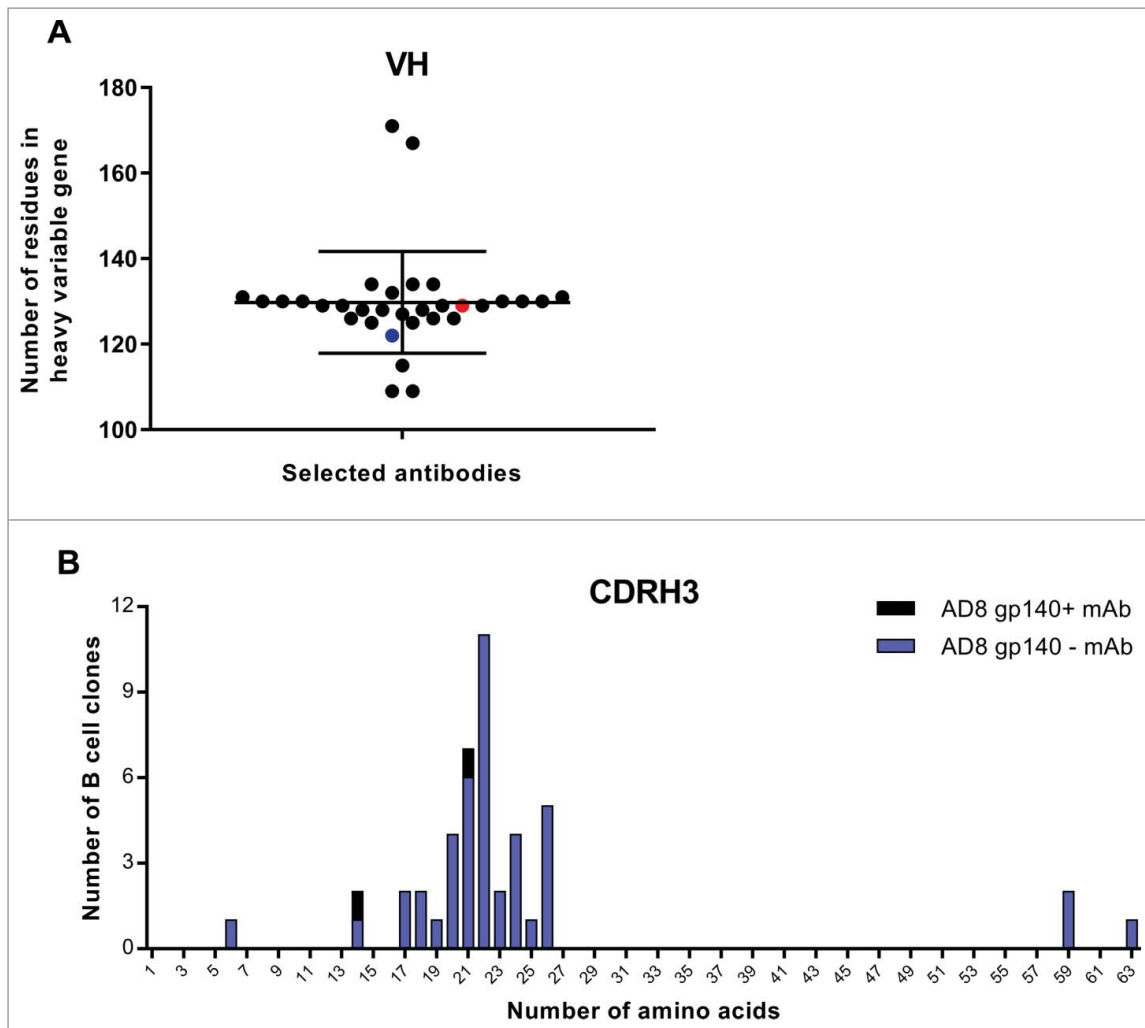 A
VH
180
160
140
120
100
Number of residues in
heavy variable gene
Selected antibodies
B
CDRH3
AD8 gp140+ mAb
AD8 gp140 - mAb
12
9
6
3
0
Number of B cell clones
1 3 5 7 9 11 13 15 17 19 21 23 25 27 29 31 33 35 37 39 41 43 45 47 49 51 53 55 57 59 61 63
Number of amino acids